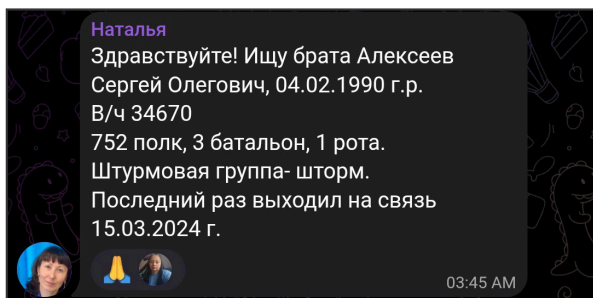 Наталья
Здравствуйте! Ищу брата Алексеев
Сергей Олегович, 04.02.1990 г.р.
В/ч 34670
752 полк, 3 батальон, 1 рота.
Штурмовая группа- шторм.
Последний раз выходил на связь
15.03.2024 г.
03:45 AM